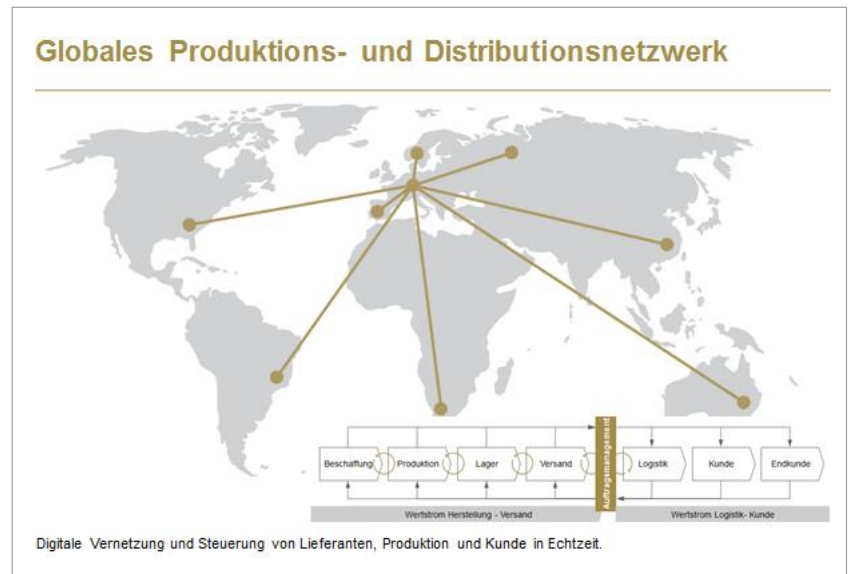 Globales Produktions- und Distributionsnetzwerk
Auftragsmanagement
Beschaffung
Produktion
Lager
Versand
Logistik
Kunde
Endkunde
Wertstrom Herstellung - Versand
Wertstrom Logistik- Kunde
Digitale Vernetzung und Steuerung von Lieferanten, Produktion und Kunde in Echtzeit.